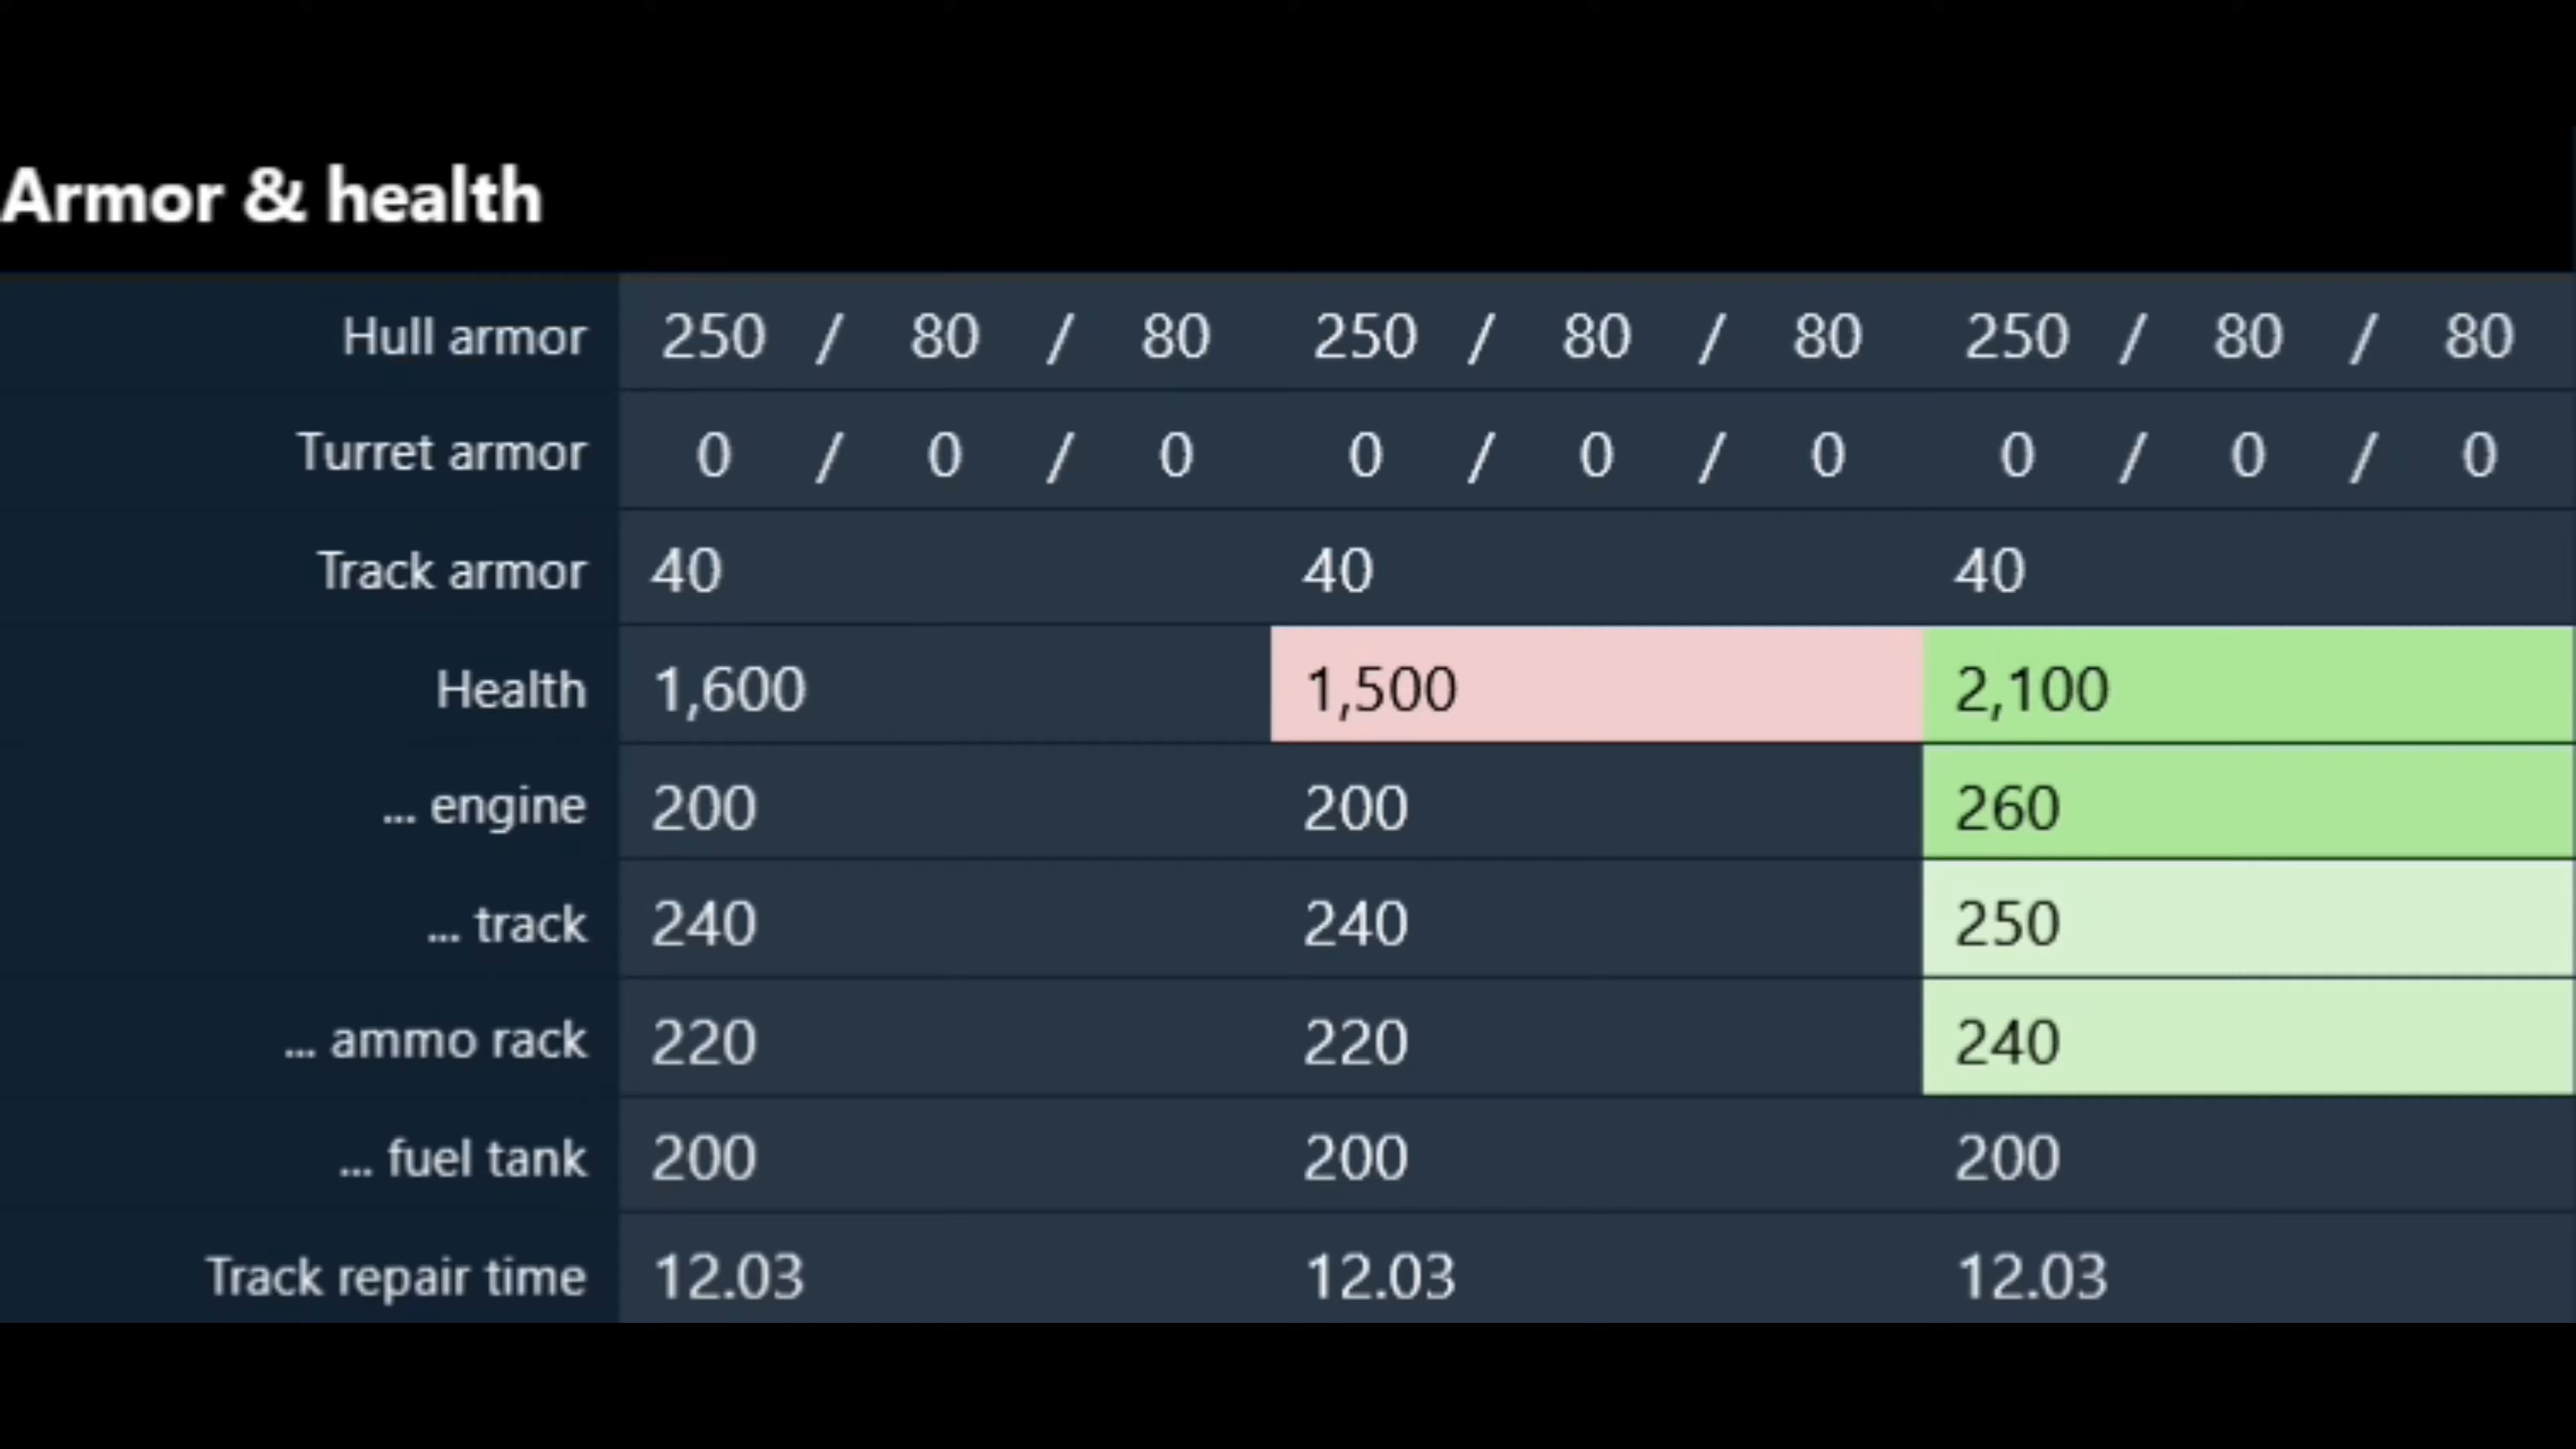 Armor & health
Hull armor 250 / 80 / 80 250 / 80 / 80 250 / 80 / 80
Turret armor 0 / 0 / 0 0 / 0 / 0 0 / 0 / 0
Track armor 40 40 40
Health 1,600 1,500 2,100
... engine 200 200 260
... track 240 240 250
... ammo rack 220 220 240
... fuel tank 200 200 200
Track repair time 12.03 12.03 12.03